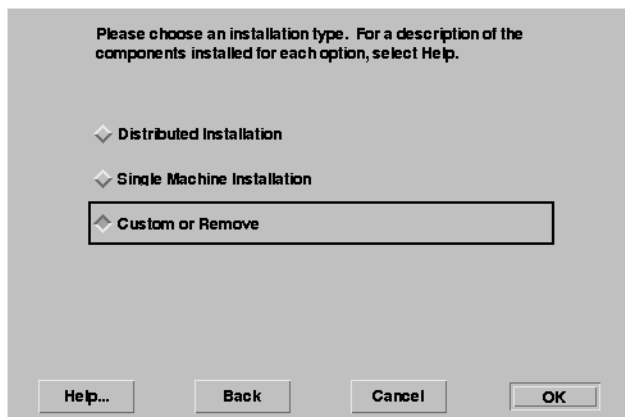 Please choose an installation type. For a description of the
components installed for each option, select Help.
Distributed Installation
Single Machine Installation
Custom or Remove
Help...
Back
Cancel
OK